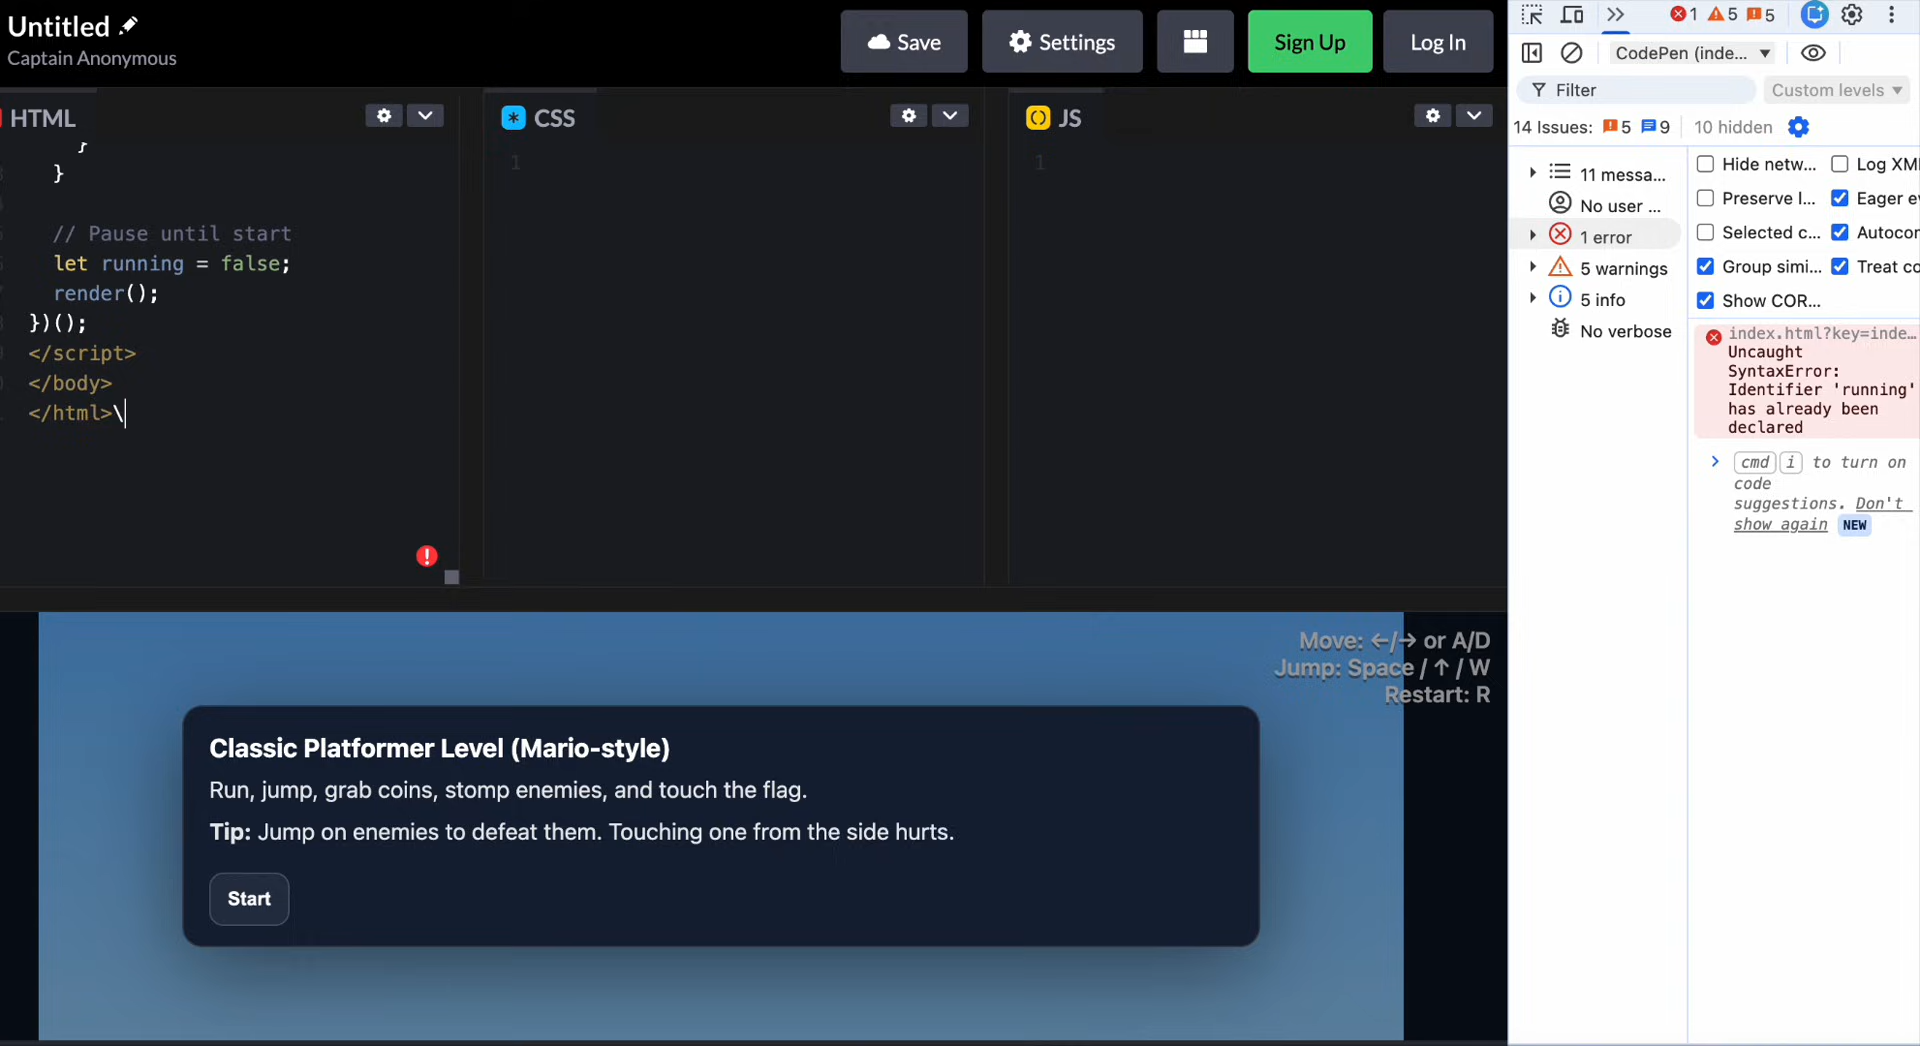 Untitled
Captain Anonymous
Save
Settings
Sign Up
Log In
HTML
}
}
// Pause until start
let running = false;
render();
})();
</script>
</body>
</html>\
CSS
1
JS
1
Move: ←/→ or A/D
Jump: Space / ↑ / W
Restart: R
Classic Platformer Level (Mario-style)
Run, jump, grab coins, stomp enemies, and touch the flag.
Tip: Jump on enemies to defeat them. Touching one from the side hurts.
Start
1 5 5
CodePen (inde... ▼
Filter
Custom levels ▼
14 Issues: 5 9 10 hidden
11 messa...
No user ...
1 error
5 warnings
5 info
No verbose
Hide netw... Log XM
Preserve l... Eager e
Selected c... Autocor
Group simi... Treat co
Show COR...
index.html?key=inde...
Uncaught
SyntaxError:
Identifier 'running'
has already been
declared
cmd i to turn on
code
suggestions. Don't
show again NEW